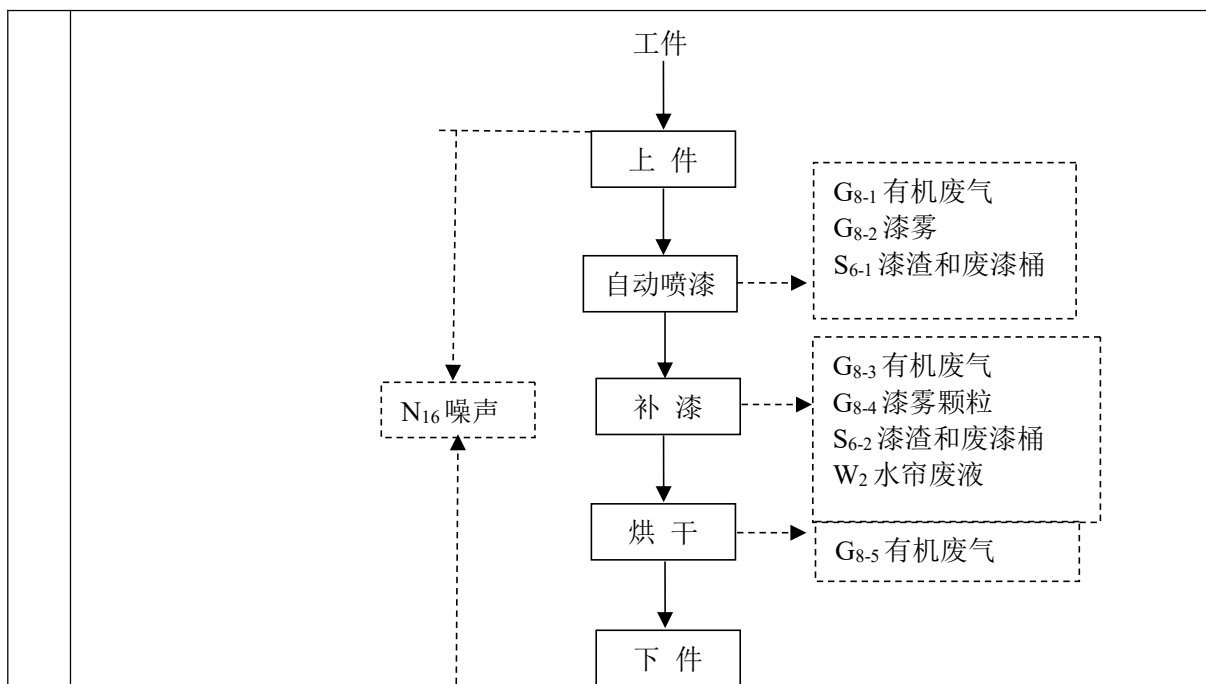 工件
上 件
G8-1 有机废气
G8-2 漆雾
S6-1 漆渣和废漆桶
自动喷漆
G8-3 有机废气
G8-4 漆雾颗粒
S6-2 漆渣和废漆桶
W2 水帘废液
补 漆
N16 噪声
烘 干
G8-5 有机废气
下 件